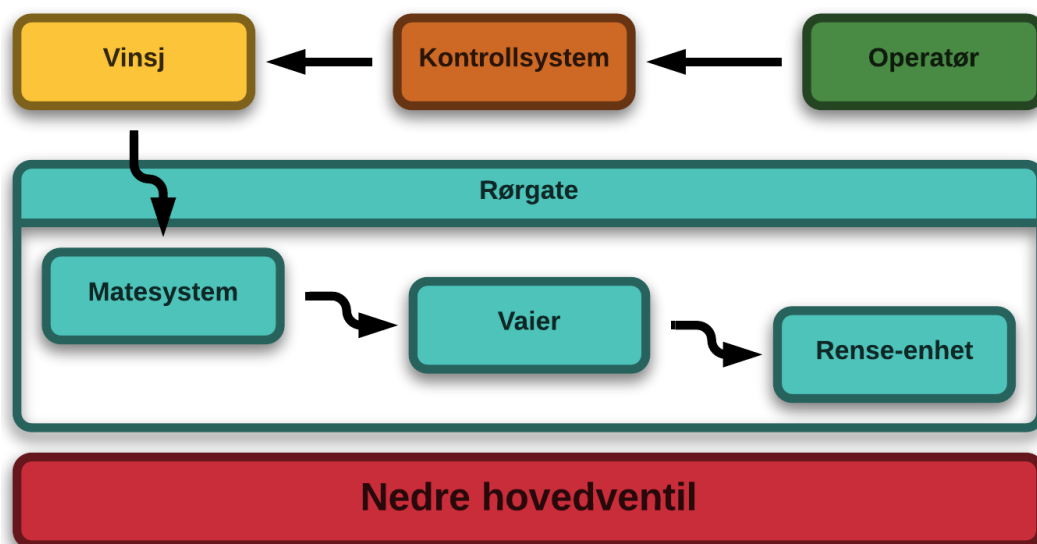 Vinsj
Kontrollsystem
Operatør
Rørgate
Matesystem
Vaier
Rense-enhet
Nedre hovedventil